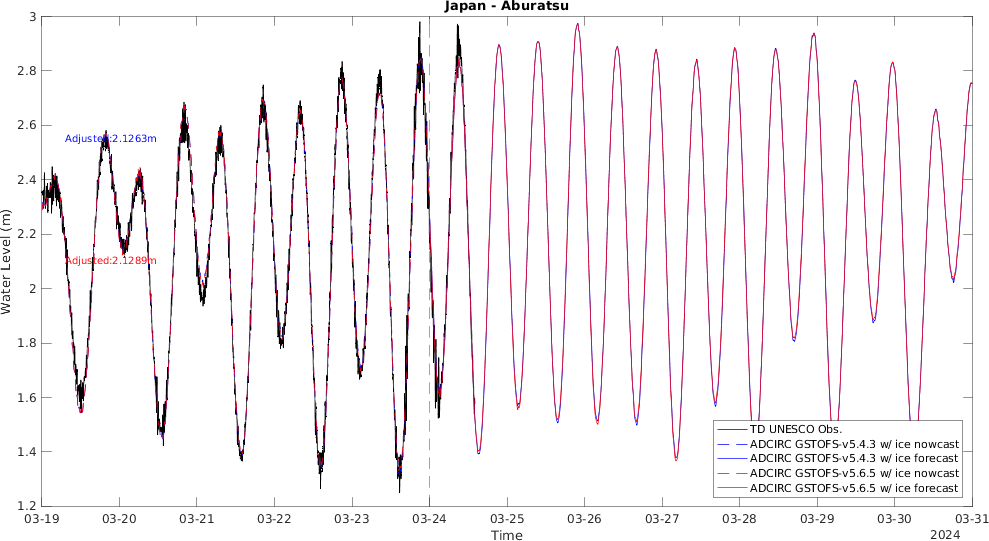 Japan - Aburatsu
3
2.8
2.6
2.4
2.2
2
1.8
1.6
1.4
1.2
Water Level (m)
Adjusted:2.1263m
Adjusted:2.1289m
TD UNESCO Obs.
ADCIRC GSTOFS-v5.4.3 w/ ice nowcast
ADCIRC GSTOFS-v5.4.3 w/ ice forecast
ADCIRC GSTOFS-v5.6.5 w/ ice nowcast
ADCIRC GSTOFS-v5.6.5 w/ ice forecast
03-19 03-20 03-21 03-22 03-23 03-24 03-25 03-26 03-27 03-28 03-29 03-30 03-31
Time
2024